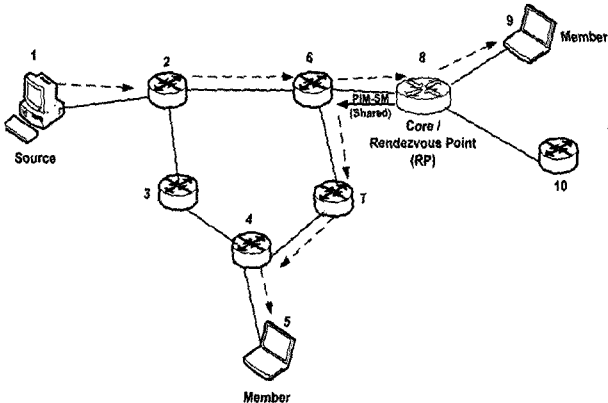 1
2
6
8
9
Member
Source
PIM-SM
(Shared)
Core /
Rendezvous Point
(RP)
10
3
4
7
5
Member